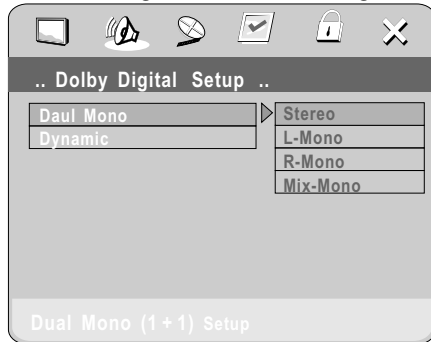 .. Dolby Digital Setup ..
Daul Mono
Dynamic
Stereo
L-Mono
R-Mono
Mix-Mono
Dual Mono (1+1) Setup